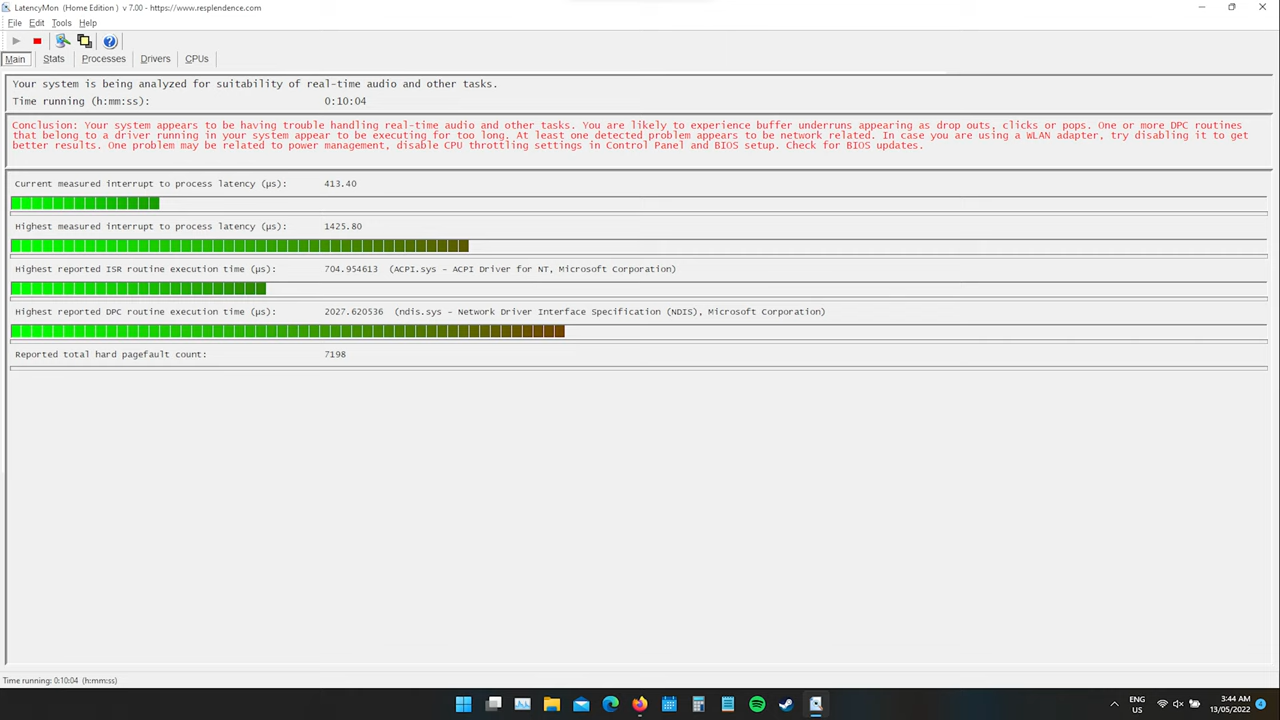 LatencyMon (Home Edition ) v 7.00 - https://www.resplendence.com
File Edit Tools Help
Main Stats Processes Drivers CPUs
Your system is being analyzed for suitability of real-time audio and other tasks.
Time running (h:mm:ss): 0:10:04
Conclusion: Your system appears to be having trouble handling real-time audio and other tasks. You are likely to experience buffer underruns appearing as drop outs, clicks or pops. One or more DPC routines
that belong to a driver running in your system appear to be executing for too long. At least one detected problem appears to be network related. In case you are using a WLAN adapter, try disabling it to get
better results. One problem may be related to power management, disable CPU throttling settings in Control Panel and BIOS setup. Check for BIOS updates.
Current measured interrupt to process latency (µs): 413.40
Highest measured interrupt to process latency (µs): 1425.80
Highest reported ISR routine execution time (µs): 704.954613 (ACPI.sys - ACPI Driver for NT, Microsoft Corporation)
Highest reported DPC routine execution time (µs): 2027.620536 (ndis.sys - Network Driver Interface Specification (NDIS), Microsoft Corporation)
Reported total hard pagefault count: 7198
Time running: 0:10:04 (h:mm:ss)
ENG
US
3:44 AM
13/05/2022
4